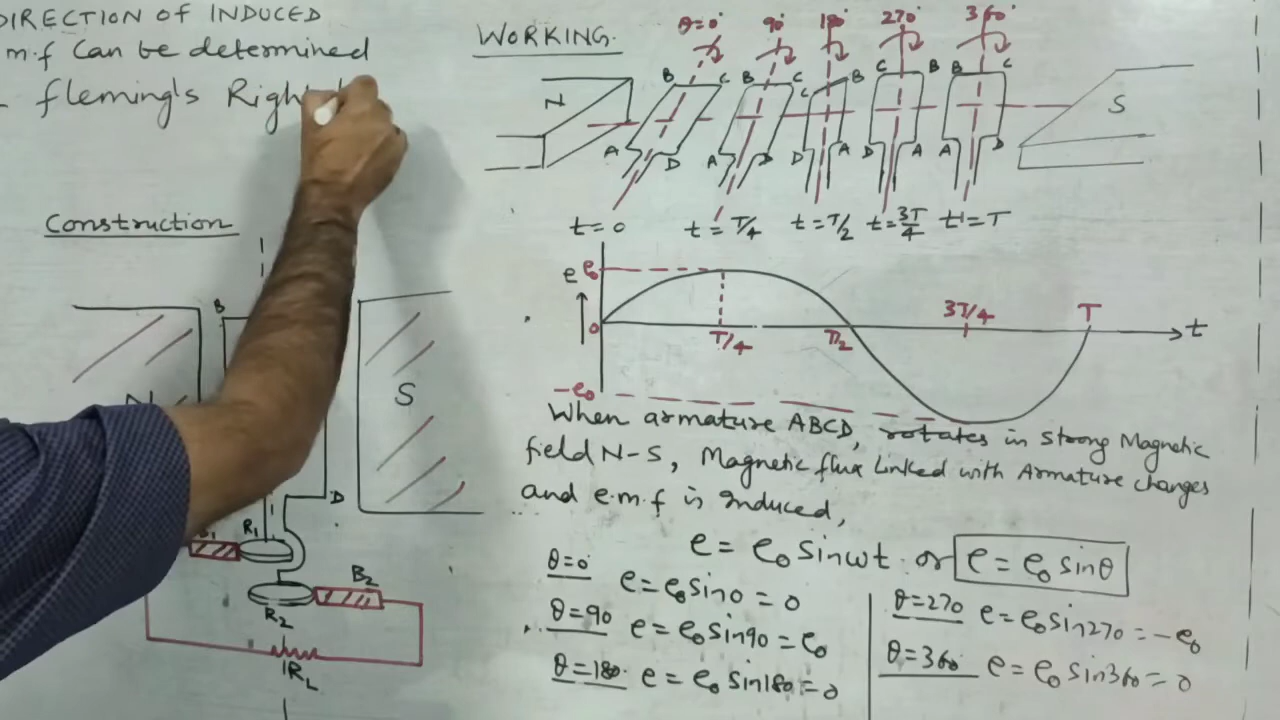 DIRECTION OF INDUCED
m.f can be determined
fleming's Right
Construction
B
N
S
D
R1
B2
R2
RL
WORKING.
θ=0° 90° 180° 270° 360°
B C B C C B C B B C
N
S
A D A D D A D A A D
t=0 t=T/4 t=T/2 t=3T/4 t=T
e e₀
0
T/4 T/2 3T/4 T t
-e₀
When armature ABCD, rotates in Strong Magnetic
field N-S, Magnetic flux Linked with Armature changes
and e.m.f is induced,
e = e₀ sinωt or e = e₀ sinθ
θ=0° e = e₀ sin0 = 0
θ=90 e = e₀ sin90 = e₀
θ=180 e = e₀ sin180 = 0
θ=270 e = e₀ sin270 = -e₀
θ=360 e = e₀ sin360 = 0